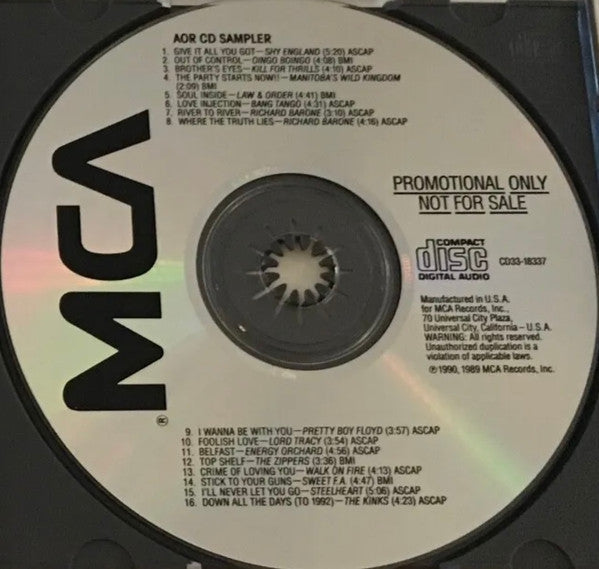 AOR CD SAMPLER
1. GIVE IT ALL YOU GOT—SHY ENGLAND (5:20) ASCAP
2. OUT OF CONTROL—OINGO BOINGO (4:08) BMI
3. BROTHER'S EYES—KILL FOR THRILLS (4:10) ASCAP
4. THE PARTY STARTS NOW!!—MANITOBA'S WILD KINGDOM
(2:09) BMI
5. SOUL INSIDE—LAW & ORDER (4:41) BMI
6. LOVE INJECTION—BANG TANGO (4:31) ASCAP
7. RIVER TO RIVER—RICHARD BARONE (3:10) ASCAP
8. WHERE THE TRUTH LIES—RICHARD BARONE (4:16) ASCAP
MCA
PROMOTIONAL ONLY
NOT FOR SALE
COMPACT
disc
DIGITAL AUDIO
CD33-18337
Manufactured in U.S.A.
for MCA Records, Inc.,
70 Universal City Plaza,
Universal City, California – U.S.A.
WARNING: All rights reserved.
Unauthorized duplication is a
violation of applicable laws.
℗1990, 1989 MCA Records, Inc.
9. I WANNA BE WITH YOU—PRETTY BOY FLOYD (3:57) ASCAP
10. FOOLISH LOVE—LORD TRACY (3:54) ASCAP
11. BELFAST—ENERGY ORCHARD (4:56) ASCAP
12. TOP SHELF—THE ZIPPERS (3:36) BMI
13. CRIME OF LOVING YOU—WALK ON FIRE (4:13) ASCAP
14. STICK TO YOUR GUNS—SWEET F.A. (4:47) BMI
15. I'LL NEVER LET YOU GO—STEELHEART (5:06) ASCAP
16. DOWN ALL THE DAYS (TO 1992)—THE KINKS (4:23) ASCAP